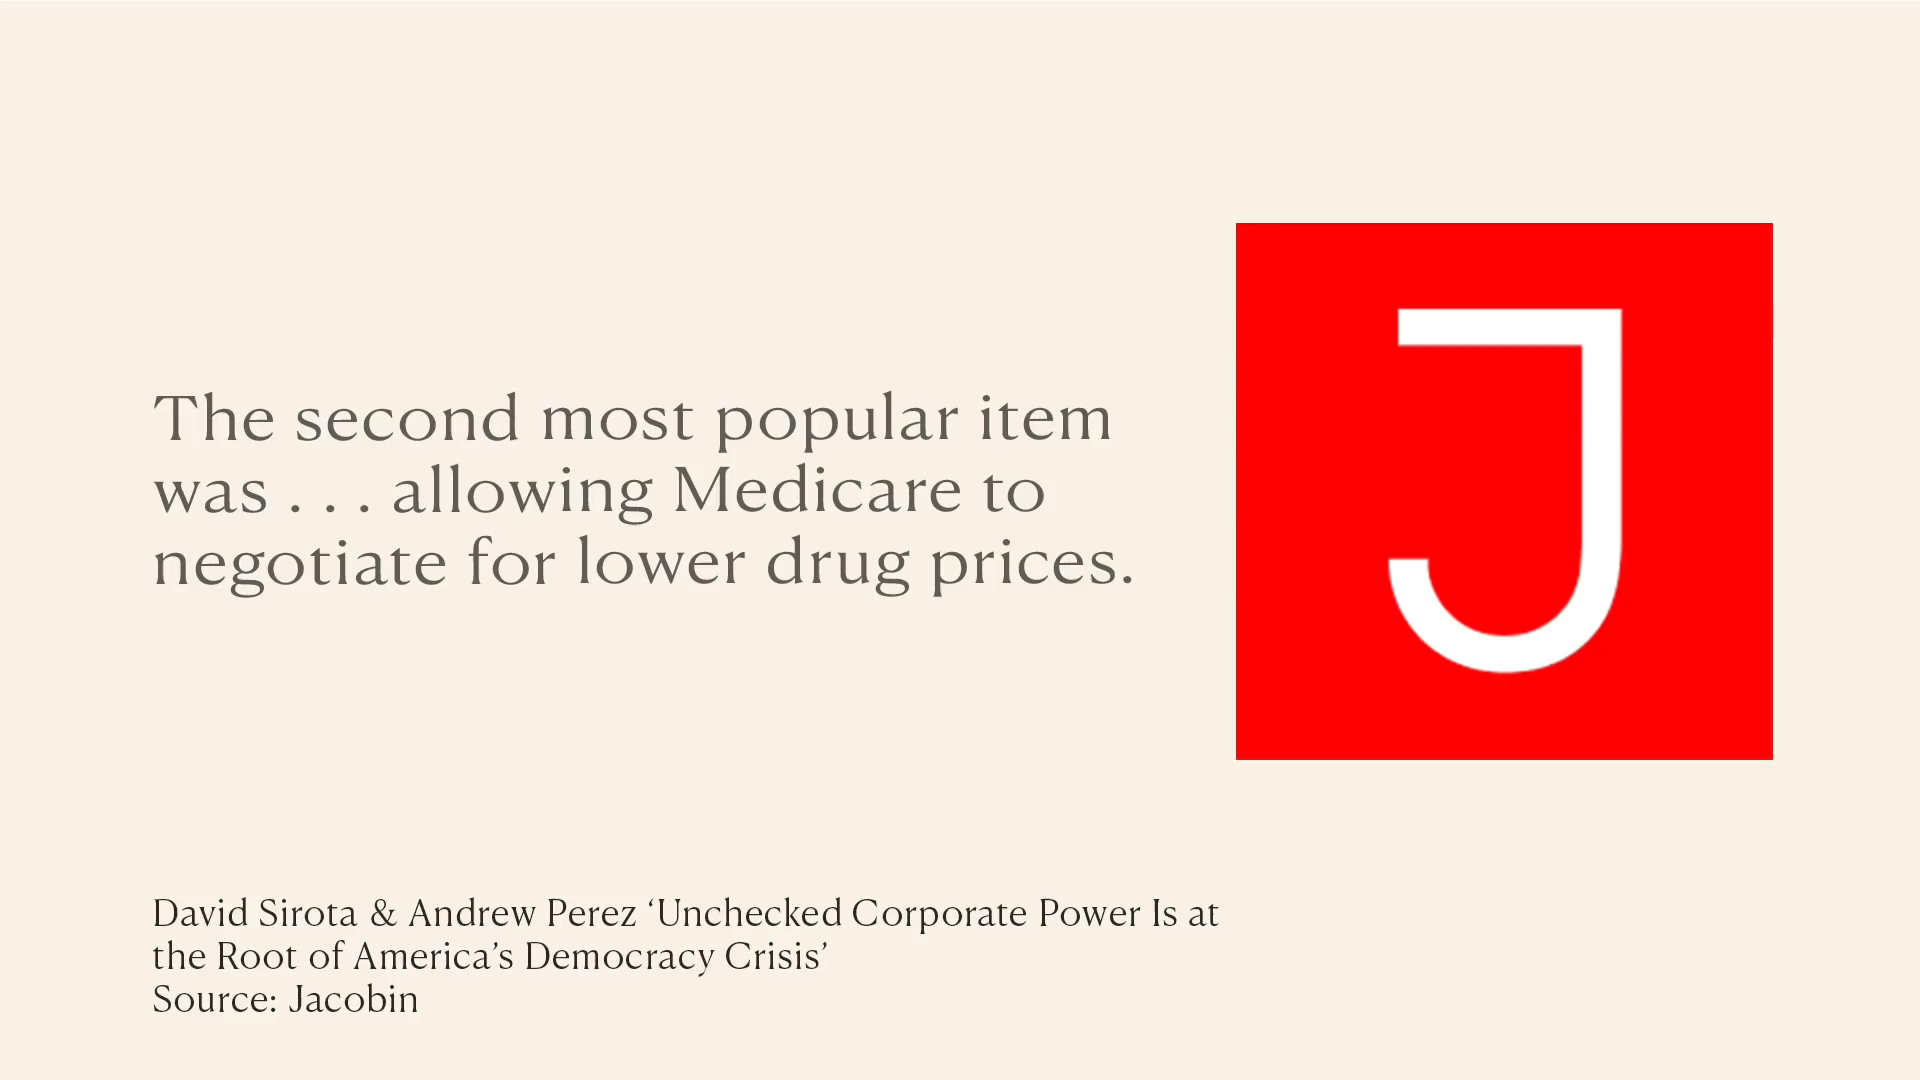 The second most popular item
was . . . allowing Medicare to
negotiate for lower drug prices.
J
David Sirota & Andrew Perez ‘Unchecked Corporate Power Is at
the Root of America’s Democracy Crisis’
Source: Jacobin